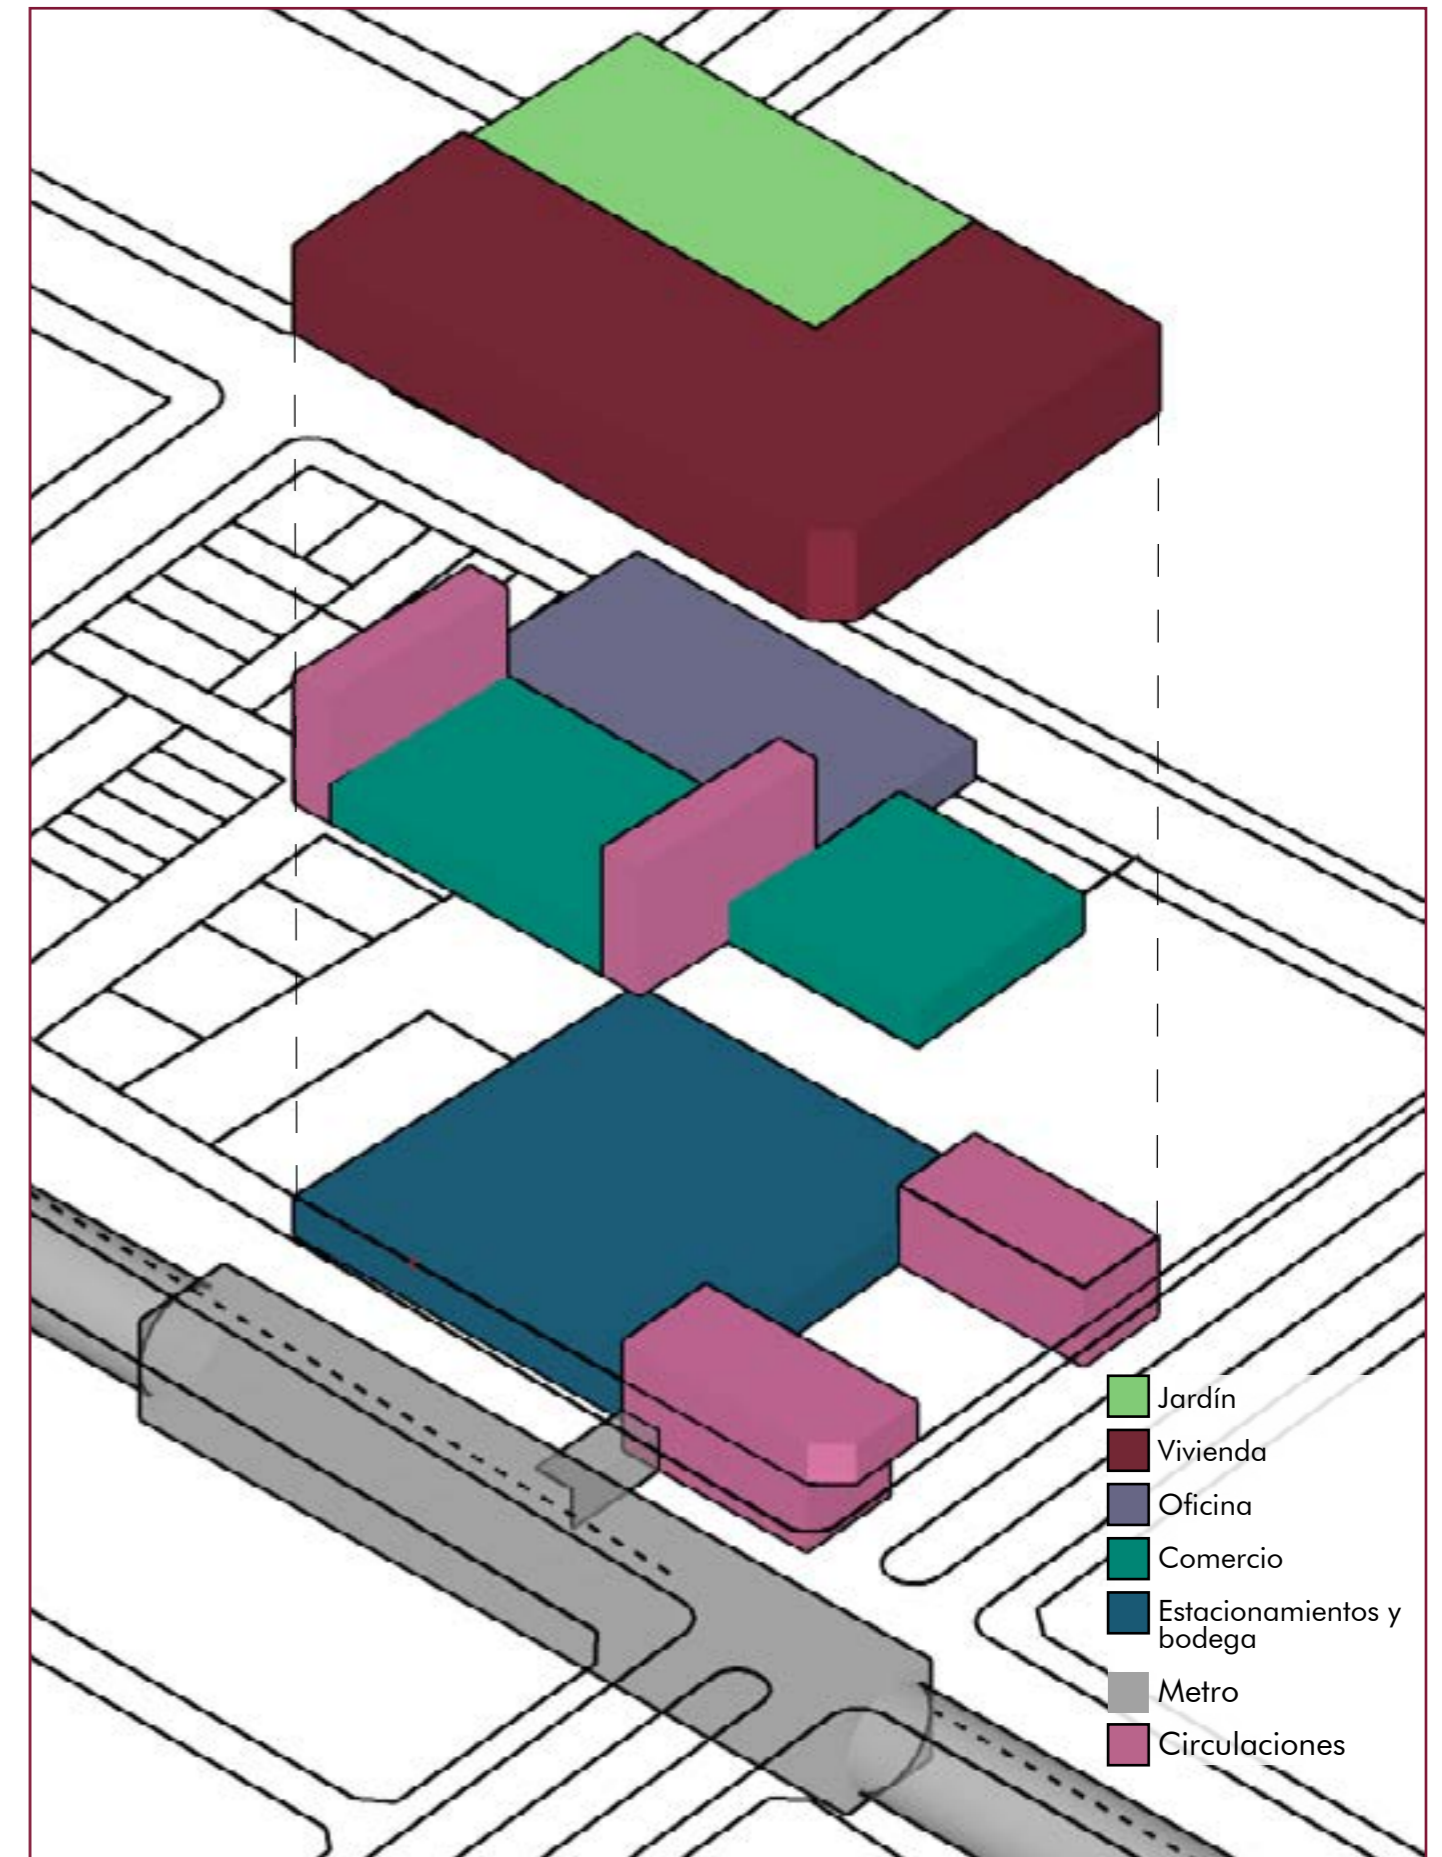 Jardín
Vivienda
Oficina
Comercio
Estacionamientos y
bodega
Metro
Circulaciones